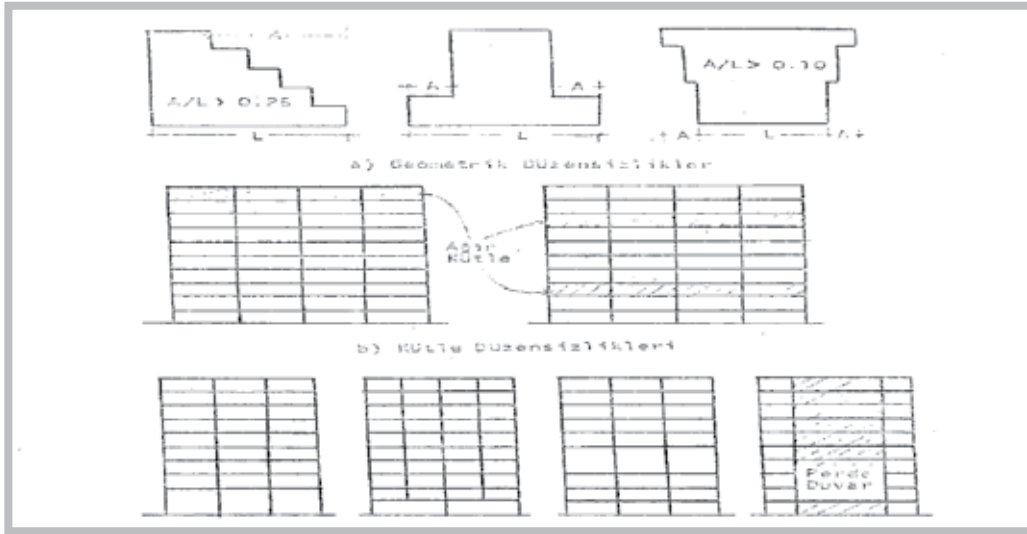 A/L > 0.25
L
A
A
L
A/L > 0.10
A
L
A
a) Geometrik Düzensizlikler
Ağır
Kütle
b) Kütle Düzensizlikleri
Perde
Duvar